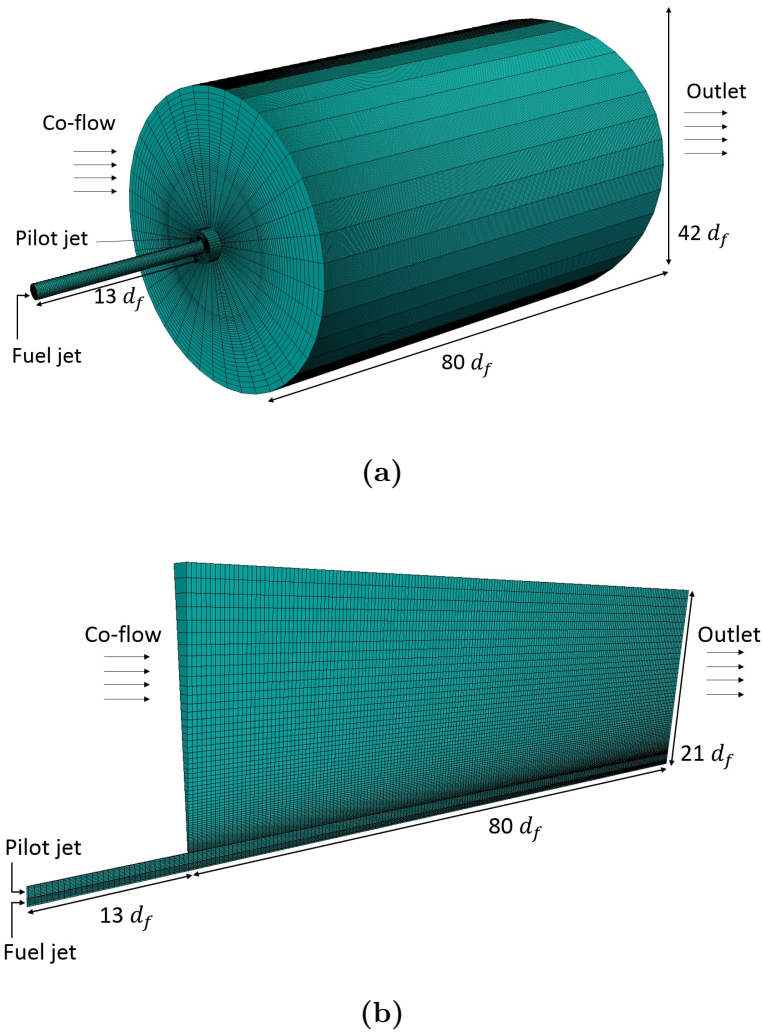 Co-flow
Outlet
Pilot jet
42 d_f
13 d_f
Fuel jet
80 d_f
(a)
Co-flow
Outlet
21 d_f
80 d_f
Pilot jet
13 d_f
Fuel jet
(b)